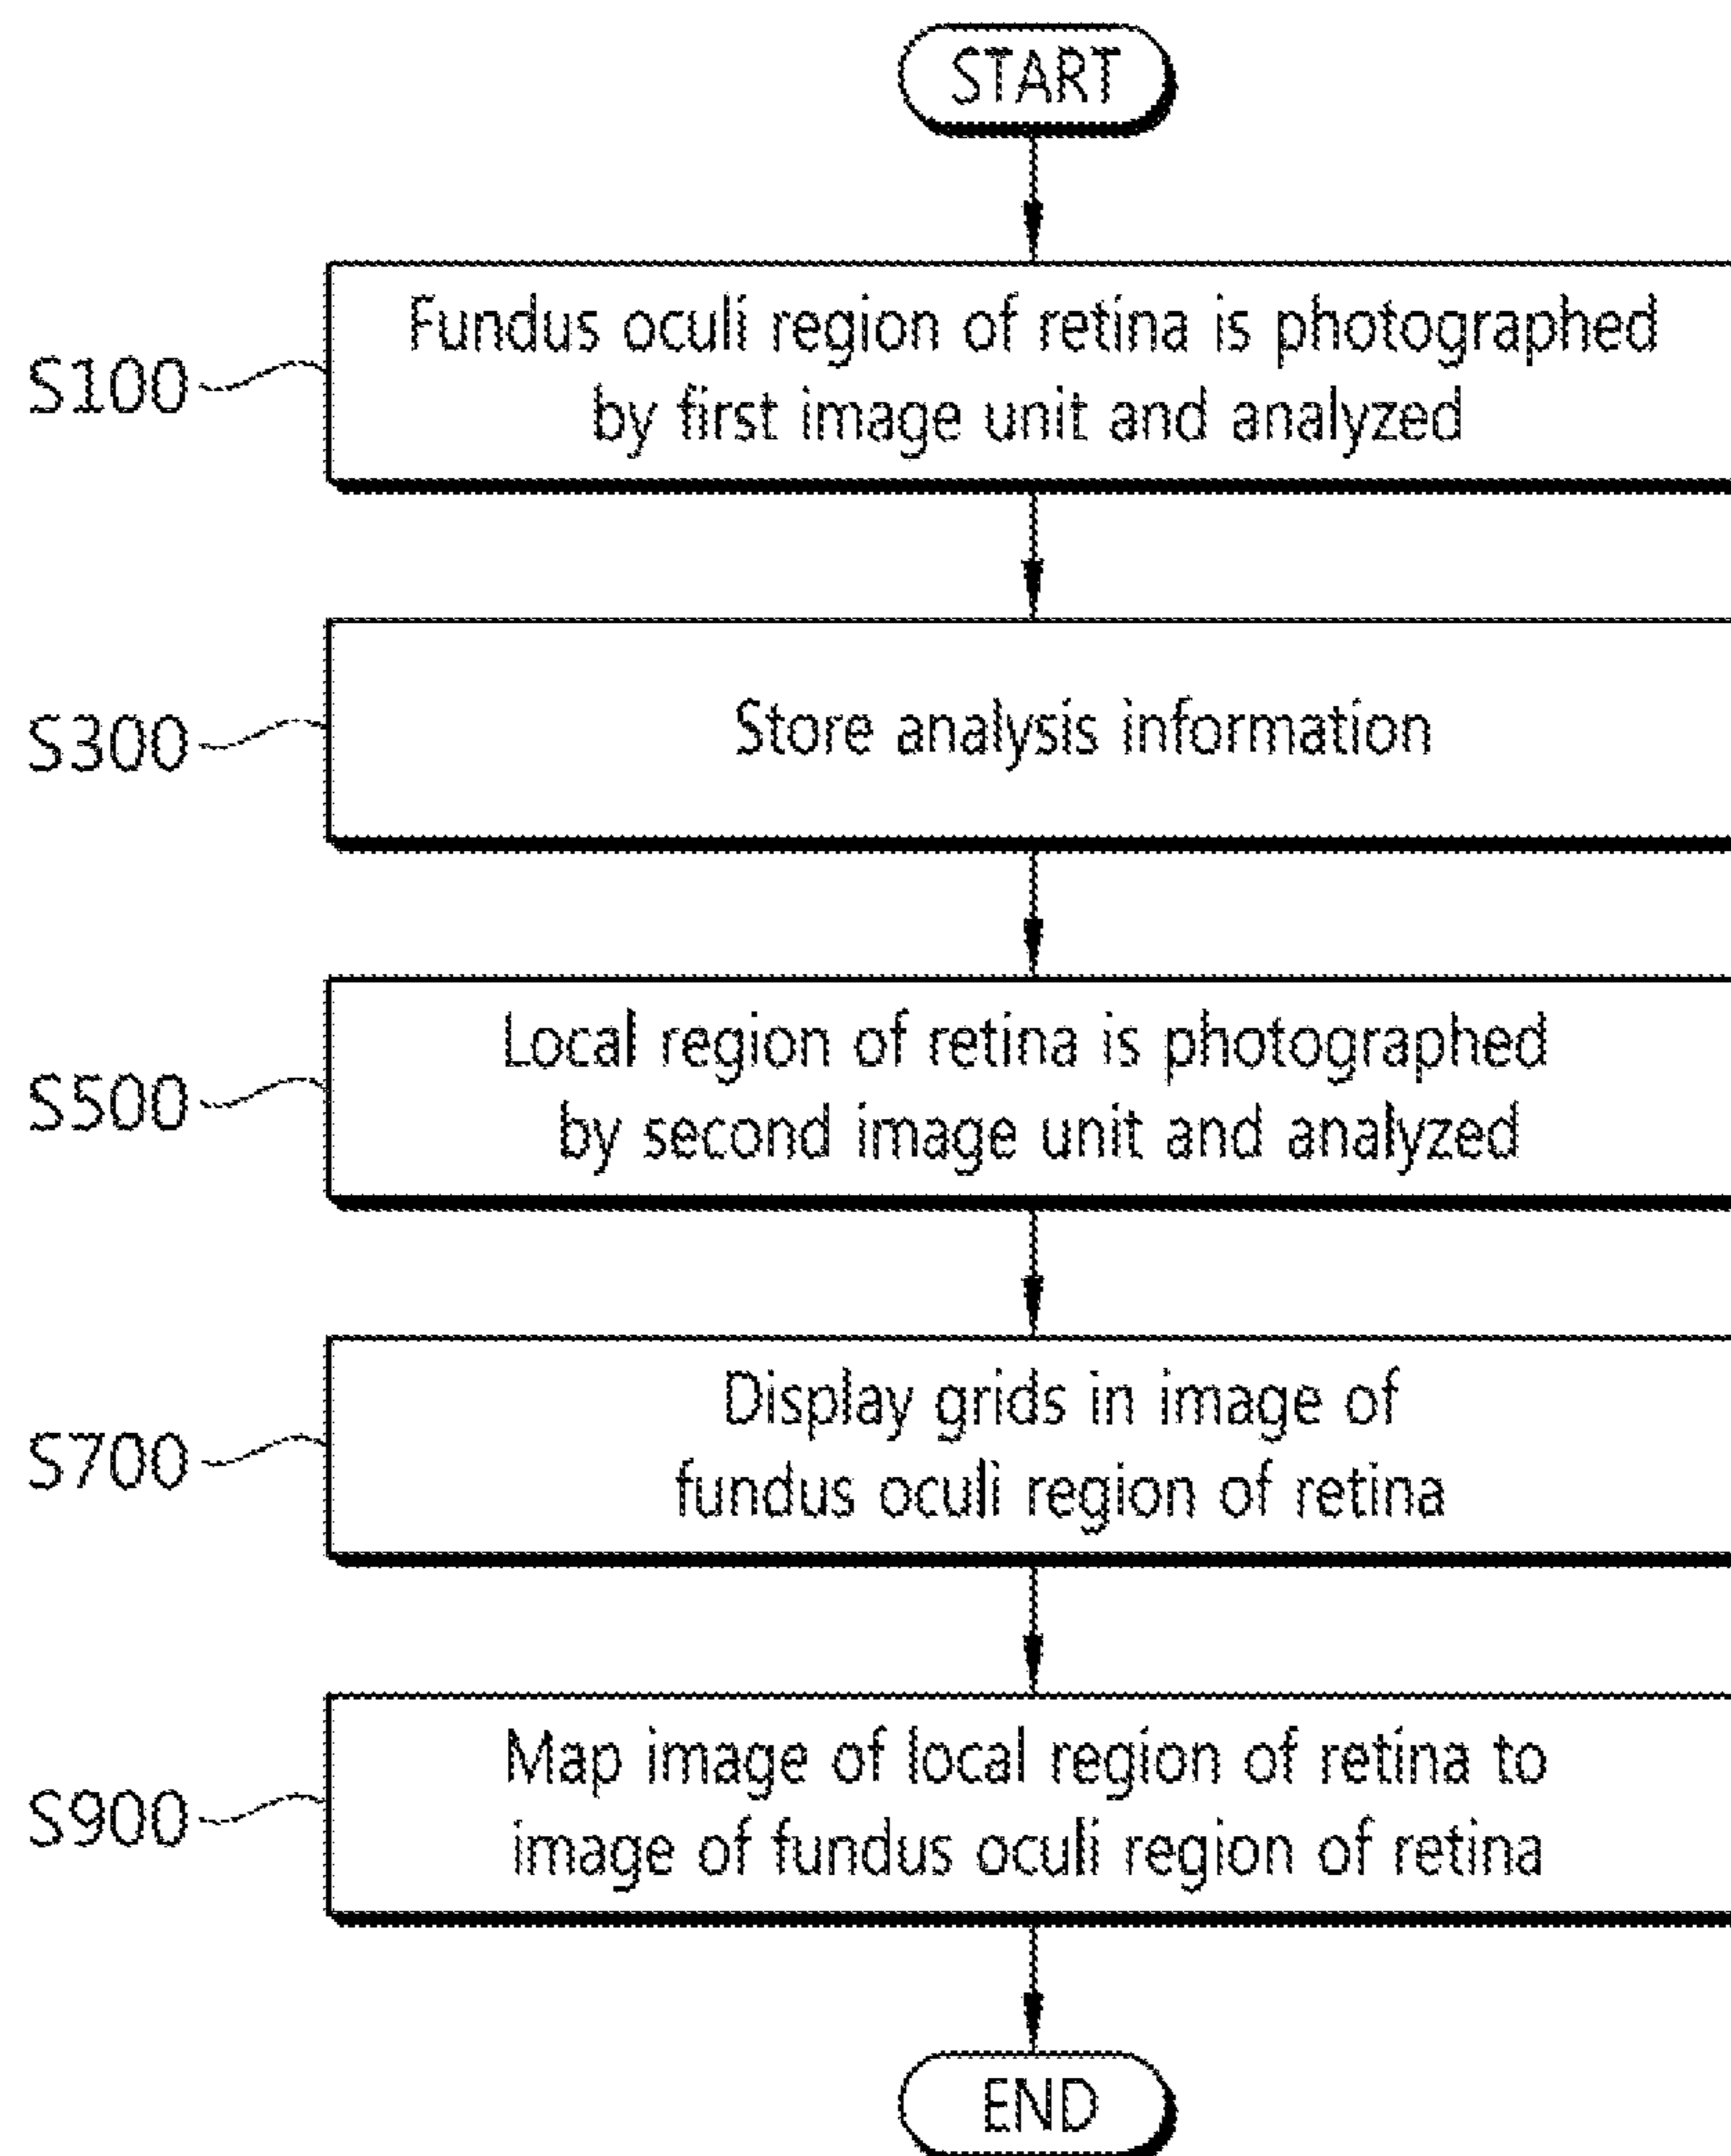 START
Fundus oculi region of retina is photographed
by first image unit and analyzed
S100
Store analysis information
S300
Local region of retina is photographed
by second image unit and analyzed
S500
Display grids in image of
fundus oculi region of retina
S700
Map image of local region of retina to
image of fundus oculi region of retina
S900
END